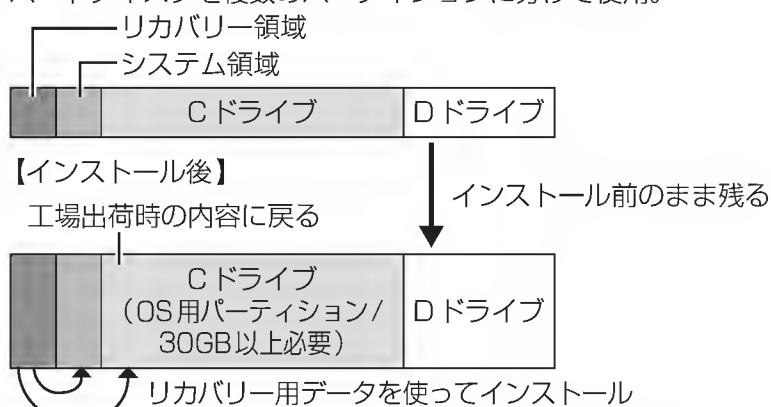 ハードディスクを複数のパーティションに分けて使用。
リカバリー領域
システム領域
Cドライブ
Dドライブ
【インストール後】
インストール前のまま残る
工場出荷時の内容に戻る
Cドライブ
(OS用パーティション/
30GB以上必要)
Dドライブ
リカバリー用データを使ってインストール